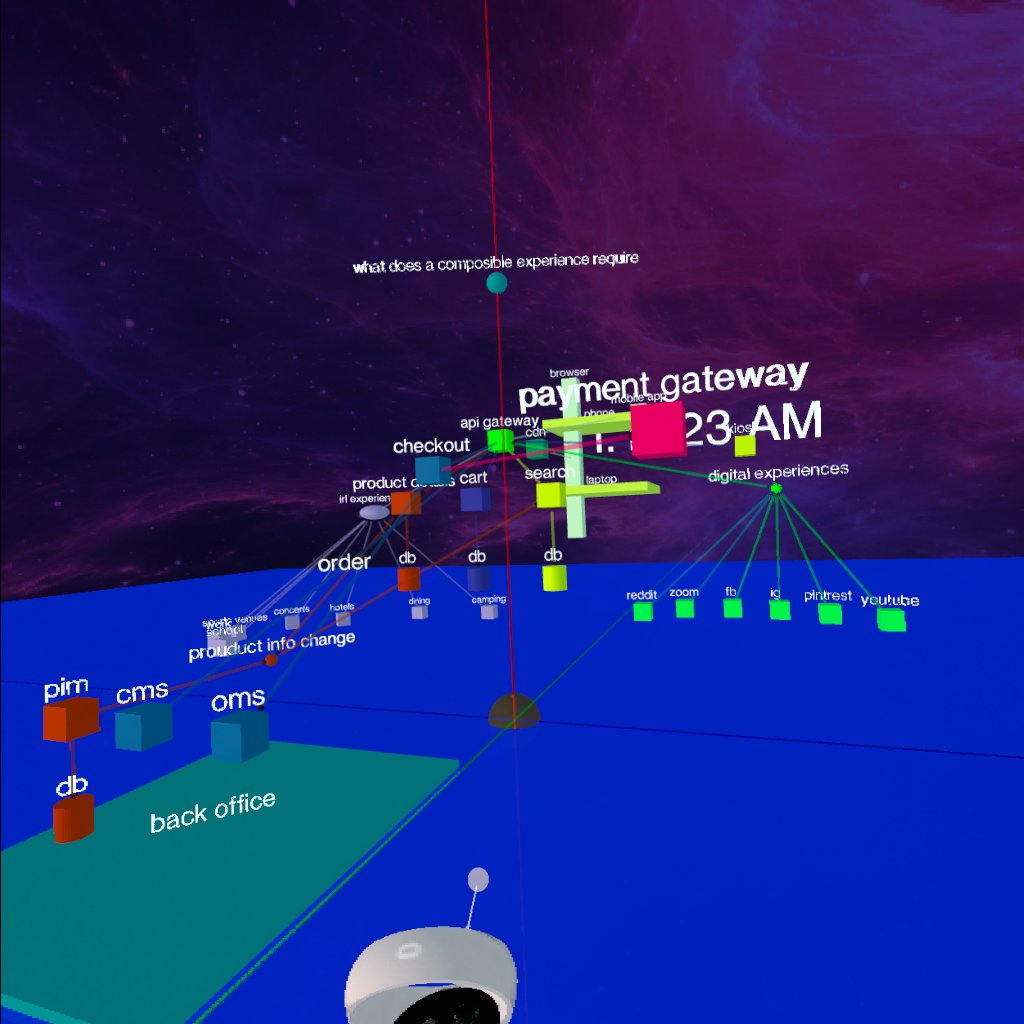 what does a composible experience require
browser
payment gateway
mobile app
phone
api gateway
cdn
23 AM
checkout
search
digital experiences
product details
cart
laptop
order
db
db
db
reddit
zoom
fb
ig
pintrest
youtube
dining
camping
concerts
hotels
school
prouduct info change
pim
cms
oms
db
back office